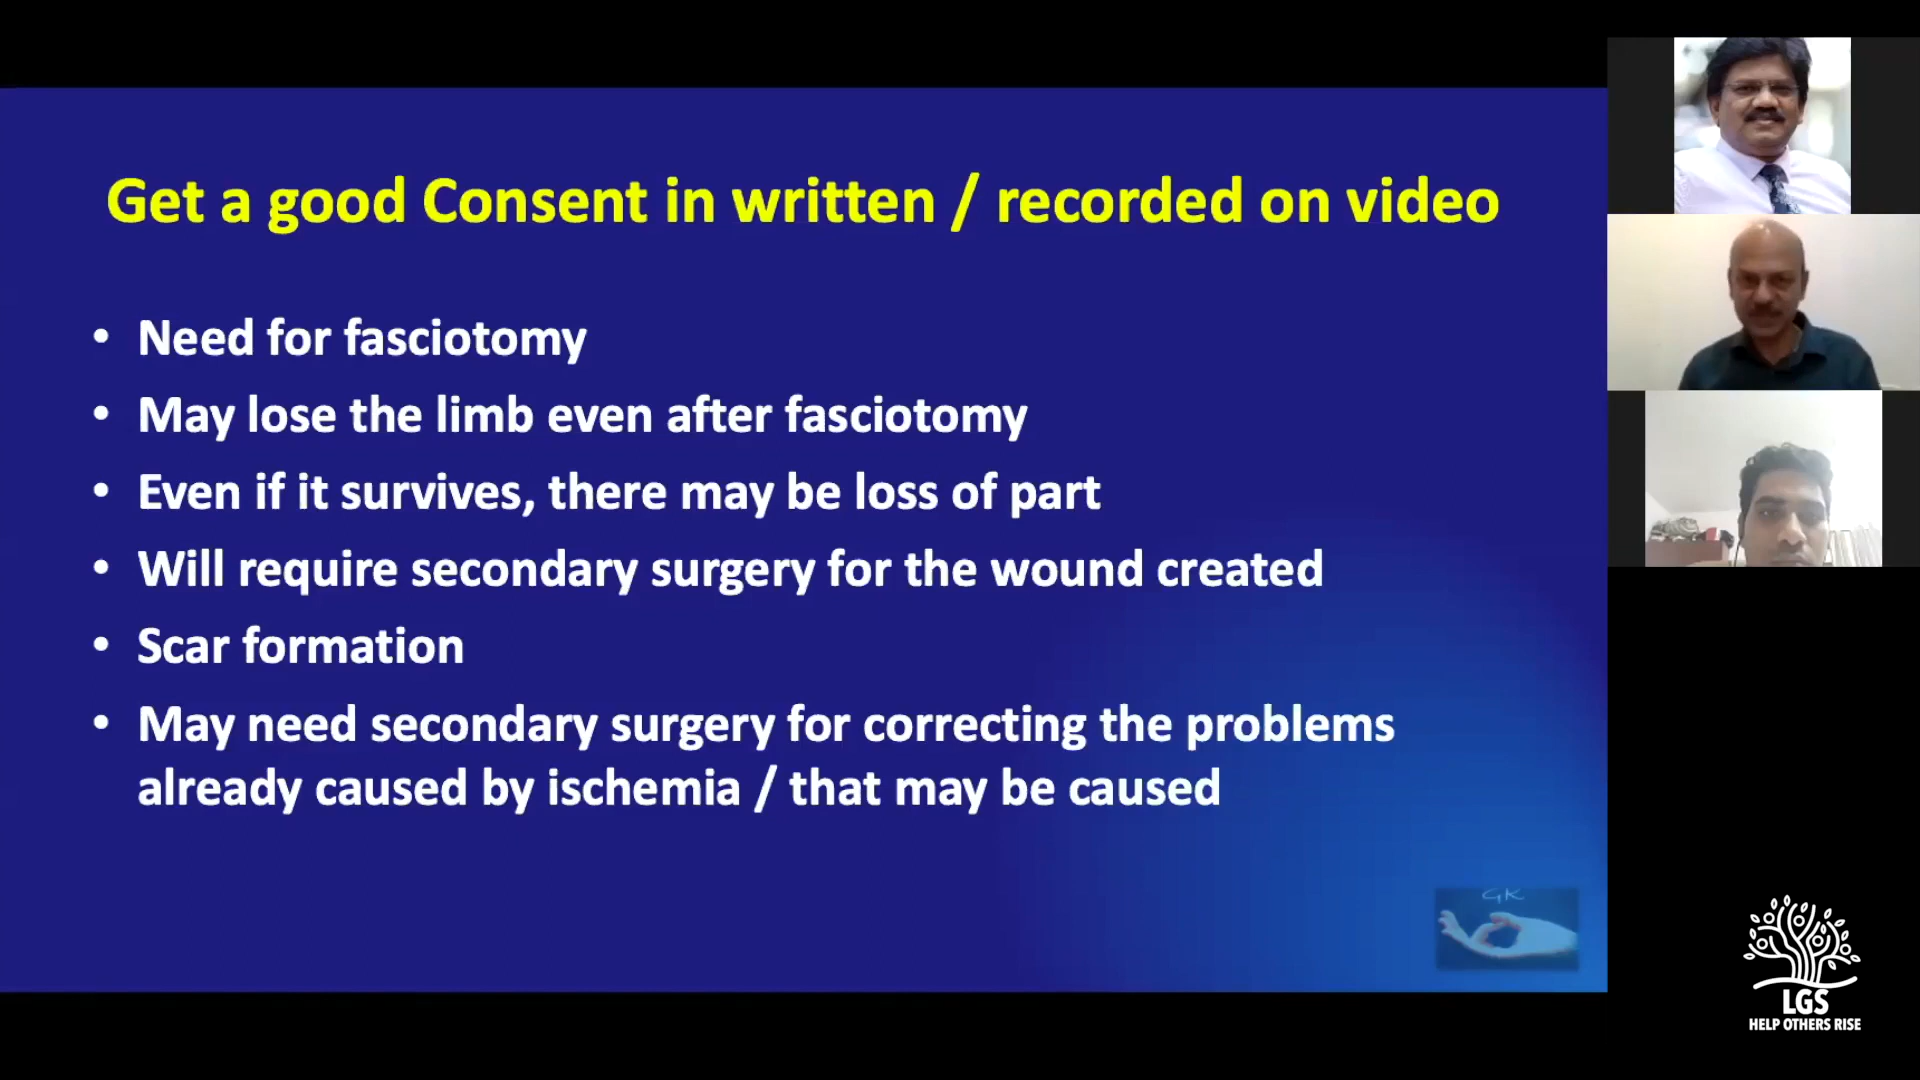 Get a good Consent in written / recorded on video
• Need for fasciotomy
• May lose the limb even after fasciotomy
• Even if it survives, there may be loss of part
• Will require secondary surgery for the wound created
• Scar formation
• May need secondary surgery for correcting the problems
already caused by ischemia / that may be caused
GK
LGS
HELP OTHERS RISE